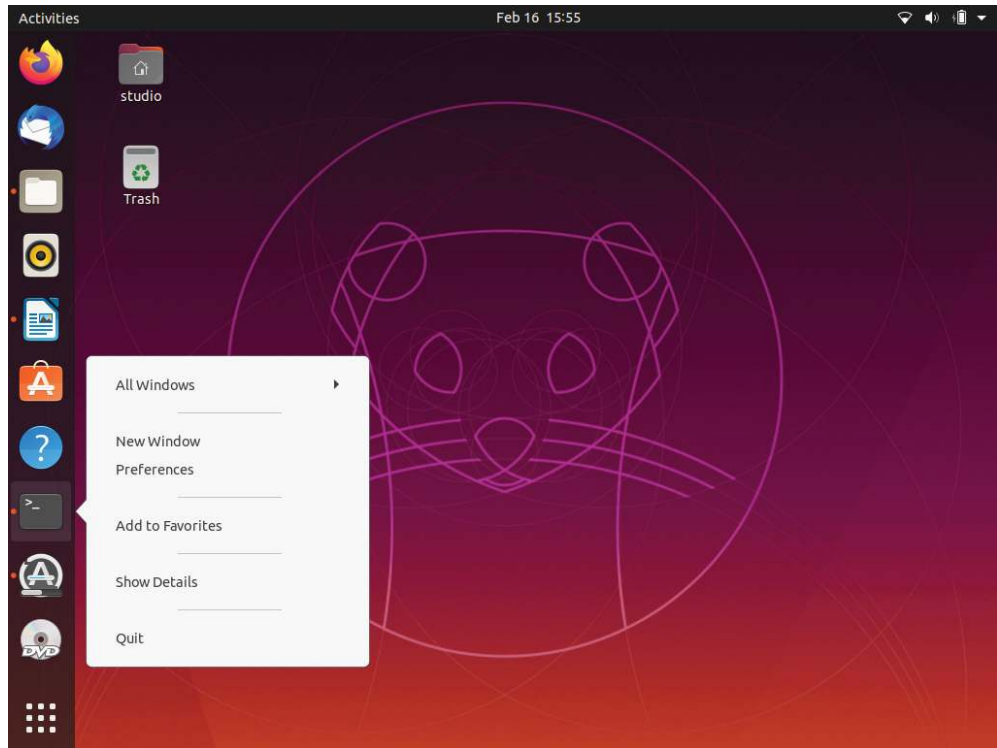 Activities
Feb 16 15:55
studio
Trash
All Windows
New Window
Preferences
Add to Favorites
Show Details
Quit
>_
DVD